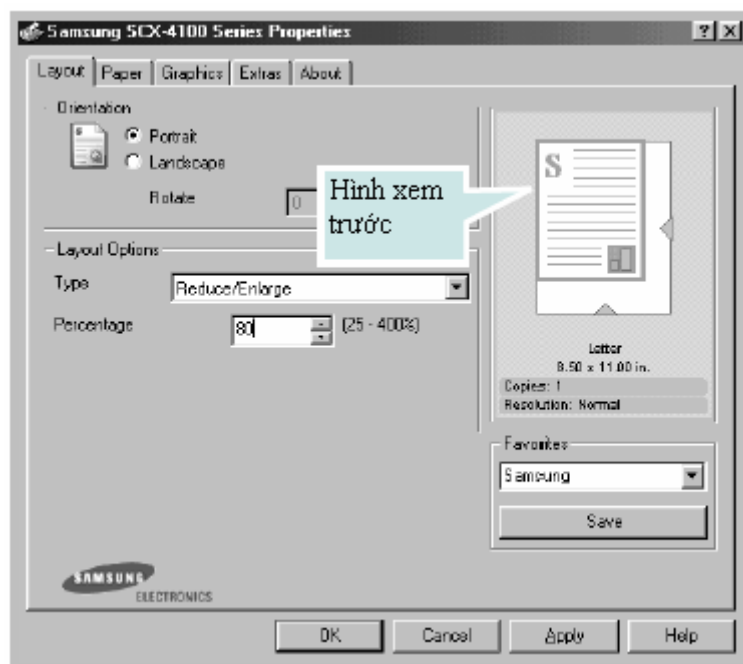 Samsung SCX-4100 Series Properties
Layout Paper Graphics Extras About
Orientation
Portrait
Landscape
Rotate 0
Hình xem
trước
S
Layout Options
Type Reduce/Enlarge
Percentage 80 (25 - 400%)
Letter
8.50 x 11.00 in.
Copies: 1
Resolution: Normal
Favorites
Samsung
Save
SAMSUNG
ELECTRONICS
OK Cancel Apply Help